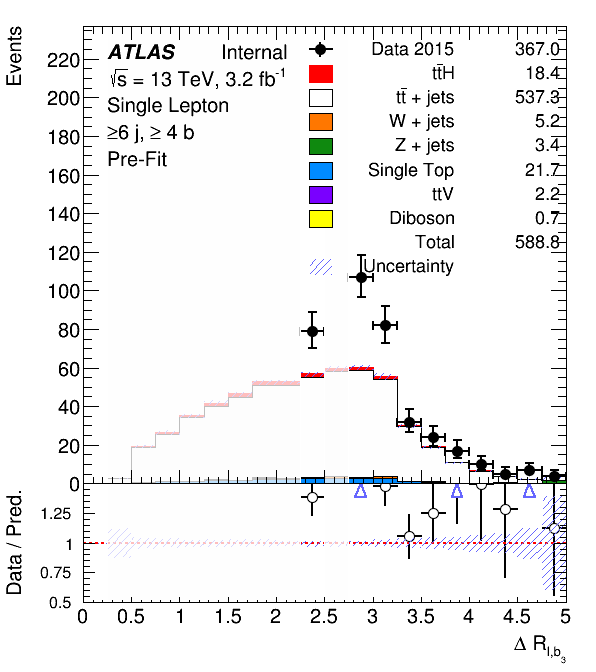 Events
ATLAS Internal
√s = 13 TeV, 3.2 fb-1
Single Lepton
≥6 j, ≥ 4 b
Pre-Fit
Data 2015 367.0
tt̄H 18.4
tt̄ + jets 537.3
W + jets 5.2
Z + jets 3.4
Single Top 21.7
ttV 2.2
Diboson 0.7
Total 588.8
Uncertainty
220
200
180
160
140
120
100
80
60
40
20
0
Data / Pred.
1.25
1
0.75
0.5
0 0.5 1 1.5 2 2.5 3 3.5 4 4.5 5
Δ Rl,b3